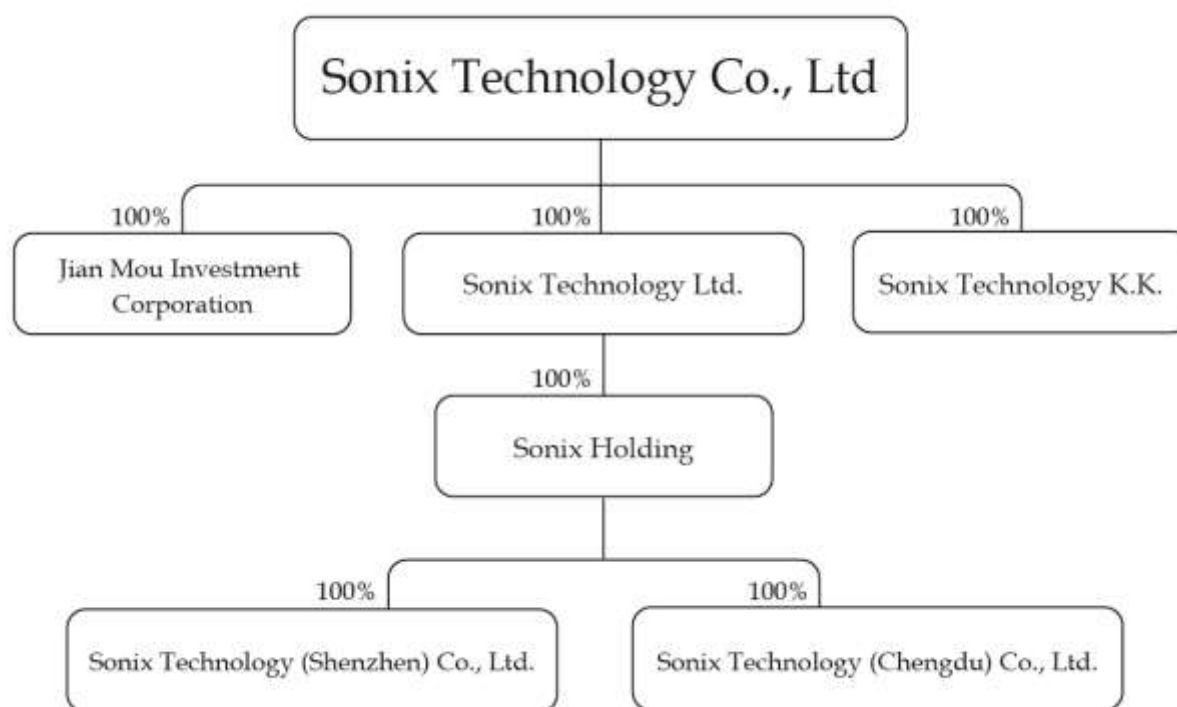 Sonix Technology Co., Ltd
100%
100%
100%
Jian Mou Investment
Corporation
Sonix Technology Ltd.
Sonix Technology K.K.
100%
Sonix Holding
100%
100%
Sonix Technology (Shenzhen) Co., Ltd.
Sonix Technology (Chengdu) Co., Ltd.